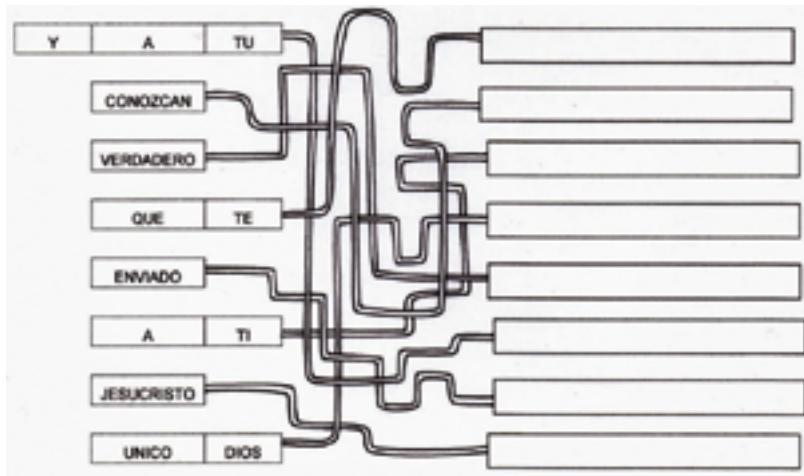 Y A TU
CONOZCAN
VERDADERO
QUE TE
ENVIADO
A TI
JESUCRISTO
UNICO DIOS